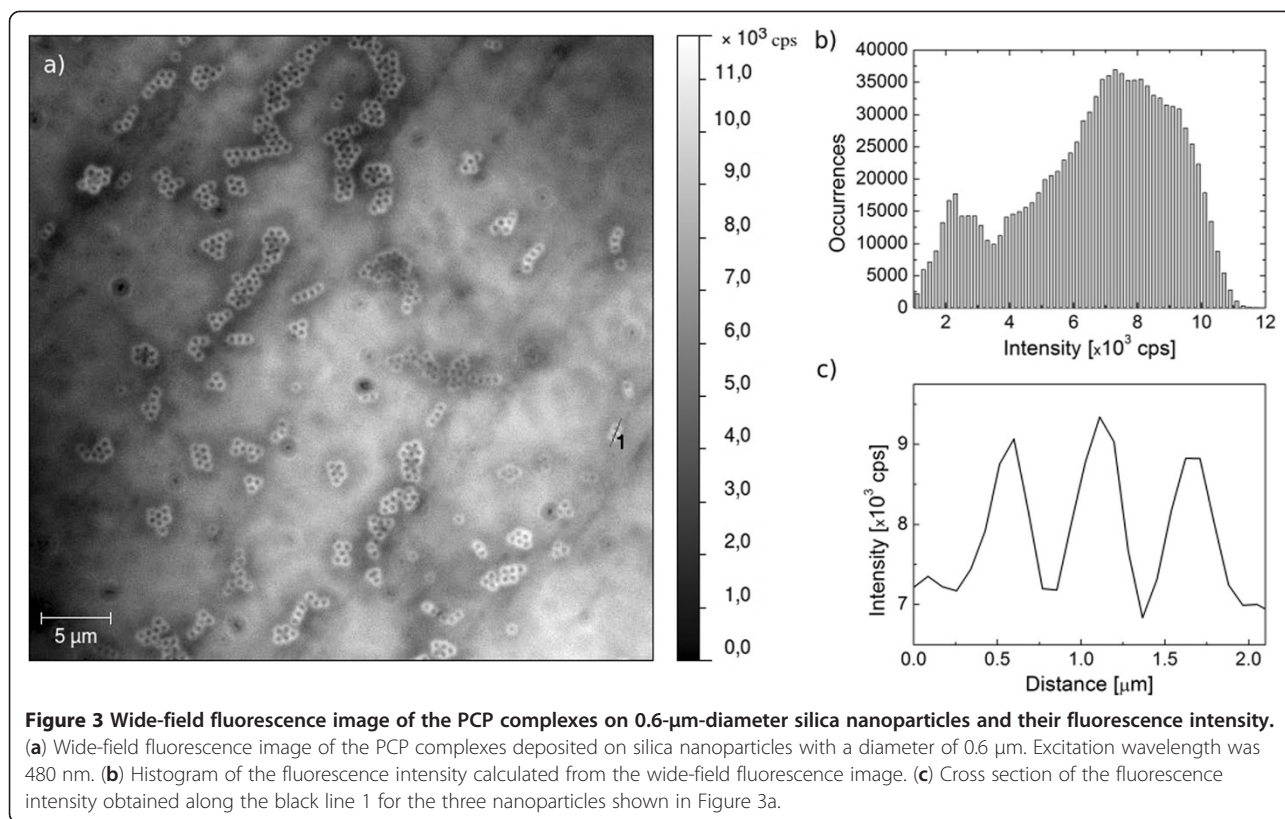 a)
1
5 µm
× 10³ cps
11,0
10,0
9,0
8,0
7,0
6,0
5,0
4,0
3,0
2,0
1,0
0,0
b)
40000
35000
30000
25000
20000
15000
10000
5000
0
Occurrences
2 4 6 8 10 12
Intensity [×10³ cps]
c)
9
8
7
Intensity [×10³ cps]
0.0 0.5 1.0 1.5 2.0
Distance [µm]
Figure 3 Wide-field fluorescence image of the PCP complexes on 0.6-µm-diameter silica nanoparticles and their fluorescence intensity.
(a) Wide-field fluorescence image of the PCP complexes deposited on silica nanoparticles with a diameter of 0.6 µm. Excitation wavelength was
480 nm. (b) Histogram of the fluorescence intensity calculated from the wide-field fluorescence image. (c) Cross section of the fluorescence
intensity obtained along the black line 1 for the three nanoparticles shown in Figure 3a.